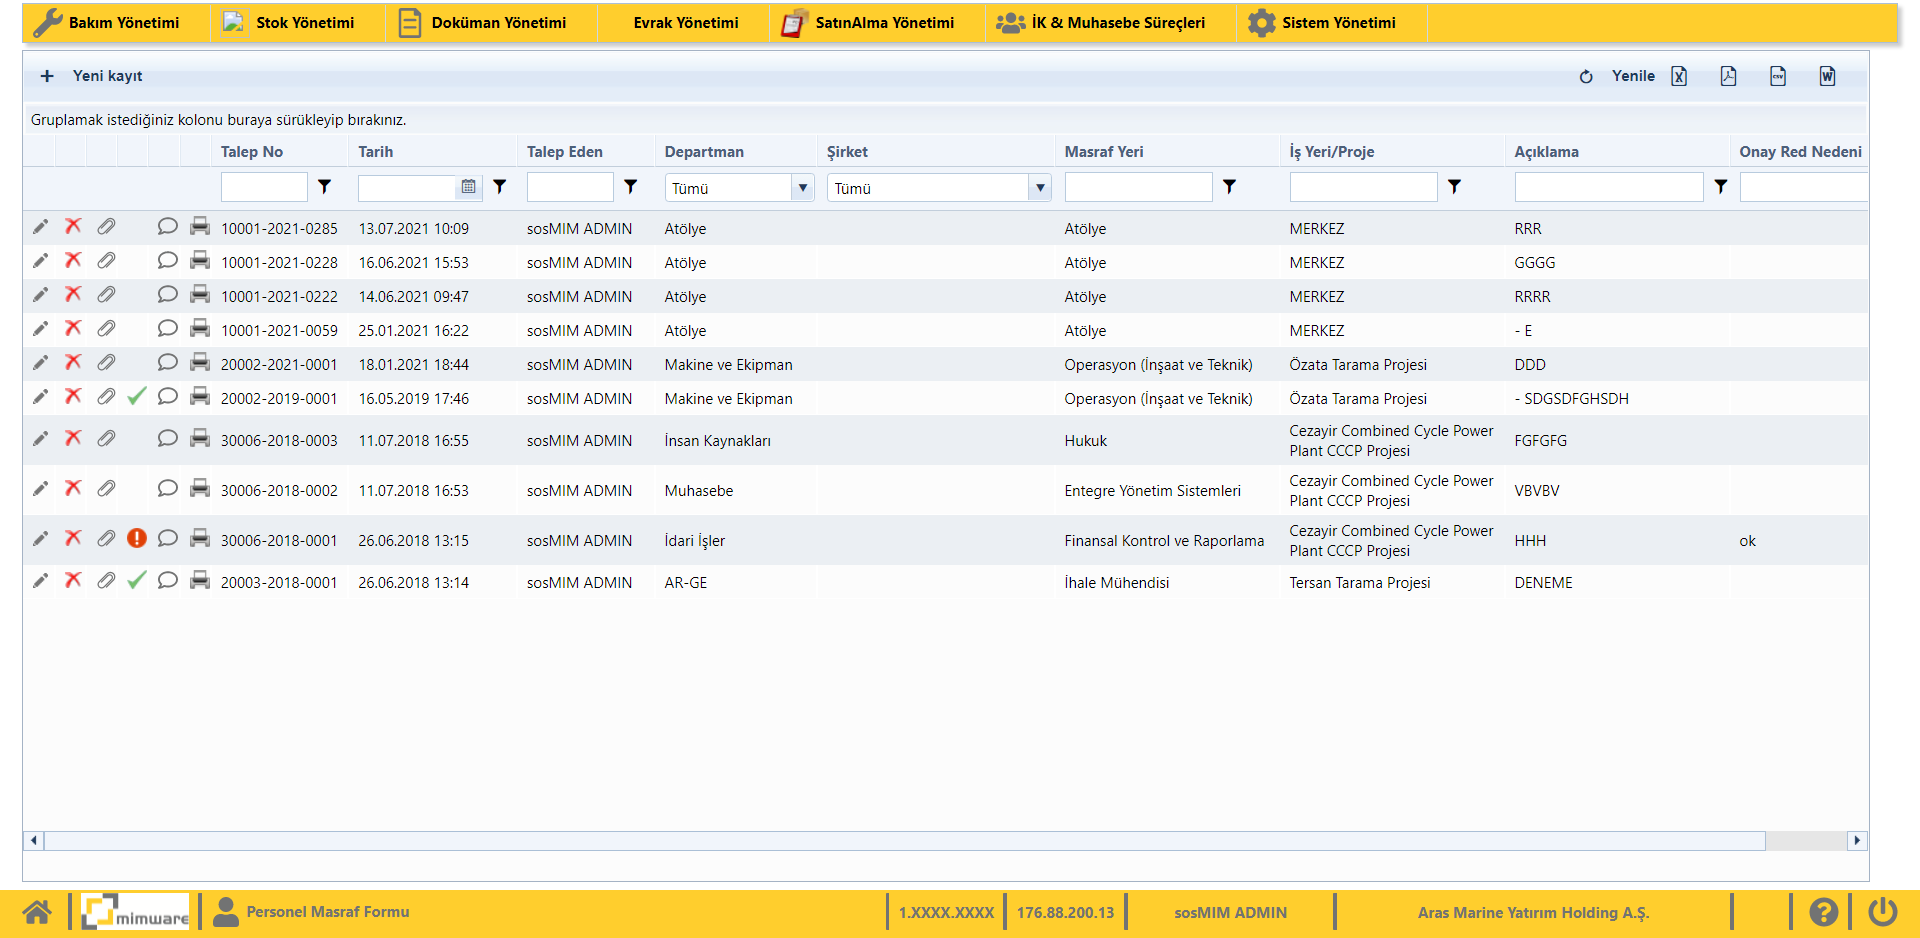 Bakım Yönetimi
Stok Yönetimi
Doküman Yönetimi
Evrak Yönetimi
SatınAlma Yönetimi
İK & Muhasebe Süreçleri
Sistem Yönetimi
+ Yeni kayıt
Yenile
Gruplamak istediğiniz kolonu buraya sürükleyip bırakınız.
Talep No Tarih Talep Eden Departman Şirket Masraf Yeri İş Yeri/Proje Açıklama Onay Red Nedeni
Tümü Tümü
10001-2021-0285 13.07.2021 10:09 sosMIM ADMIN Atölye Atölye MERKEZ RRR
10001-2021-0228 16.06.2021 15:53 sosMIM ADMIN Atölye Atölye MERKEZ GGGG
10001-2021-0222 14.06.2021 09:47 sosMIM ADMIN Atölye Atölye MERKEZ RRRR
10001-2021-0059 25.01.2021 16:22 sosMIM ADMIN Atölye Atölye MERKEZ - E
20002-2021-0001 18.01.2021 18:44 sosMIM ADMIN Makine ve Ekipman Operasyon (İnşaat ve Teknik) Özata Tarama Projesi DDD
20002-2019-0001 16.05.2019 17:46 sosMIM ADMIN Makine ve Ekipman Operasyon (İnşaat ve Teknik) Özata Tarama Projesi - SDGSDFGHSDH
30006-2018-0003 11.07.2018 16:55 sosMIM ADMIN İnsan Kaynakları Hukuk Cezayir Combined Cycle Power
Plant CCCP Projesi FGFGFG
30006-2018-0002 11.07.2018 16:53 sosMIM ADMIN Muhasebe Entegre Yönetim Sistemleri Cezayir Combined Cycle Power
Plant CCCP Projesi VBVBV
30006-2018-0001 26.06.2018 13:15 sosMIM ADMIN İdari İşler Finansal Kontrol ve Raporlama Cezayir Combined Cycle Power
Plant CCCP Projesi HHH ok
20003-2018-0001 26.06.2018 13:14 sosMIM ADMIN AR-GE İhale Mühendisi Tersan Tarama Projesi DENEME
mimware
Personel Masraf Formu
1.XXXX.XXXX
176.88.200.13
sosMIM ADMIN
Aras Marine Yatırım Holding A.Ş.